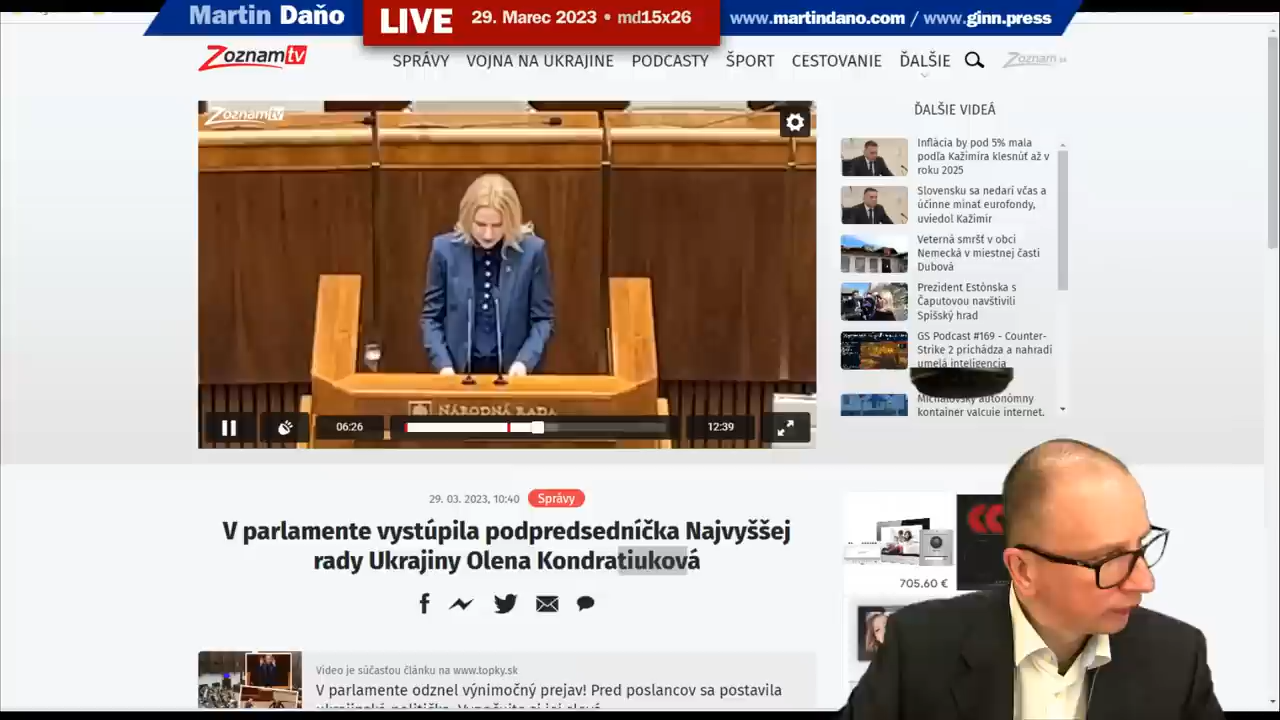 Martin Daňo
LIVE
29. Marec 2023 • md15x26
www.martindano.com / www.ginn.press
Zoznam tv
SPRÁVY
VOJNA NA UKRAJINE
PODCASTY
ŠPORT
CESTOVANIE
ĎALŠIE
Zoznam.sk
Zoznam tv
ĎALŠIE VIDEÁ
Inflácia by pod 5% mala
podľa Kažimíra klesnúť až v
roku 2025
Slovensku sa nedarí včas a
účinne míňať eurofondy,
uviedol Kažimír
Veterná smršť v obci
Nemecká v miestnej časti
Dubová
Prezident Estónska s
Čaputovou navštívili
Spišský hrad
GS Podcast #169 - Counter-
Strike 2 prichádza a nahradí
umelá inteligencia
Michalovský autonómny
kontajner valcuje internet.
NÁRODNÁ RADA
06:26
12:39
29. 03. 2023, 10:40
Správy
V parlamente vystúpila podpredsedníčka Najvyššej
rady Ukrajiny Olena Kondratiuková
705.60 €
Video je súčasťou článku na www.topky.sk
V parlamente odznel výnimočný prejav! Pred poslancov sa postavila